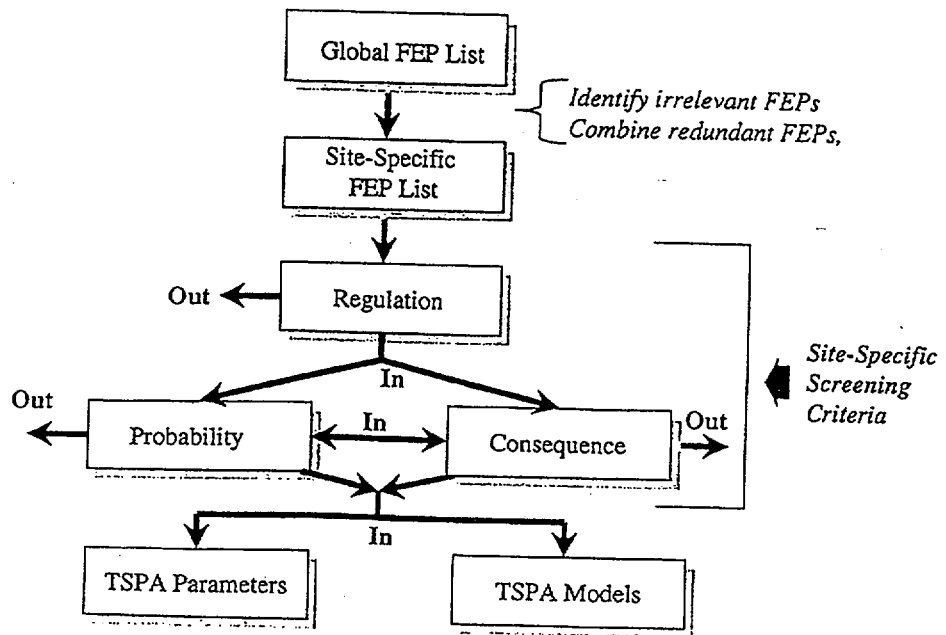 Global FEP List
Identify irrelevant FEPs
Combine redundant FEPs,
Site-Specific
FEP List
Out
Regulation
In
Site-Specific
Screening
Criteria
Out
Probability
In
Consequence
Out
In
TSPA Parameters
TSPA Models